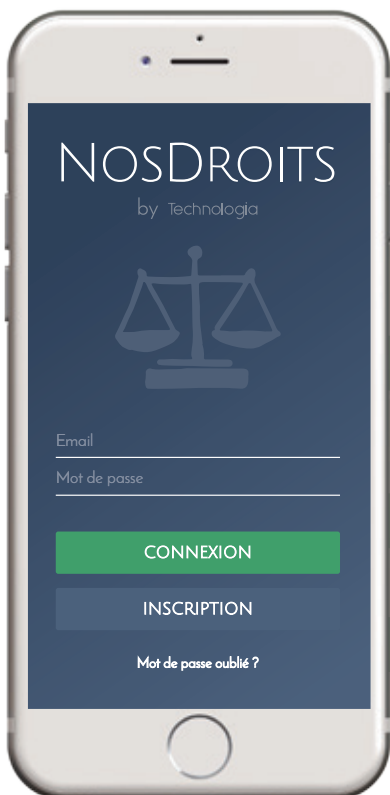 NOSDROITS
by Technologia
Email
Mot de passe
CONNEXION
INSCRIPTION
Mot de passe oublié ?